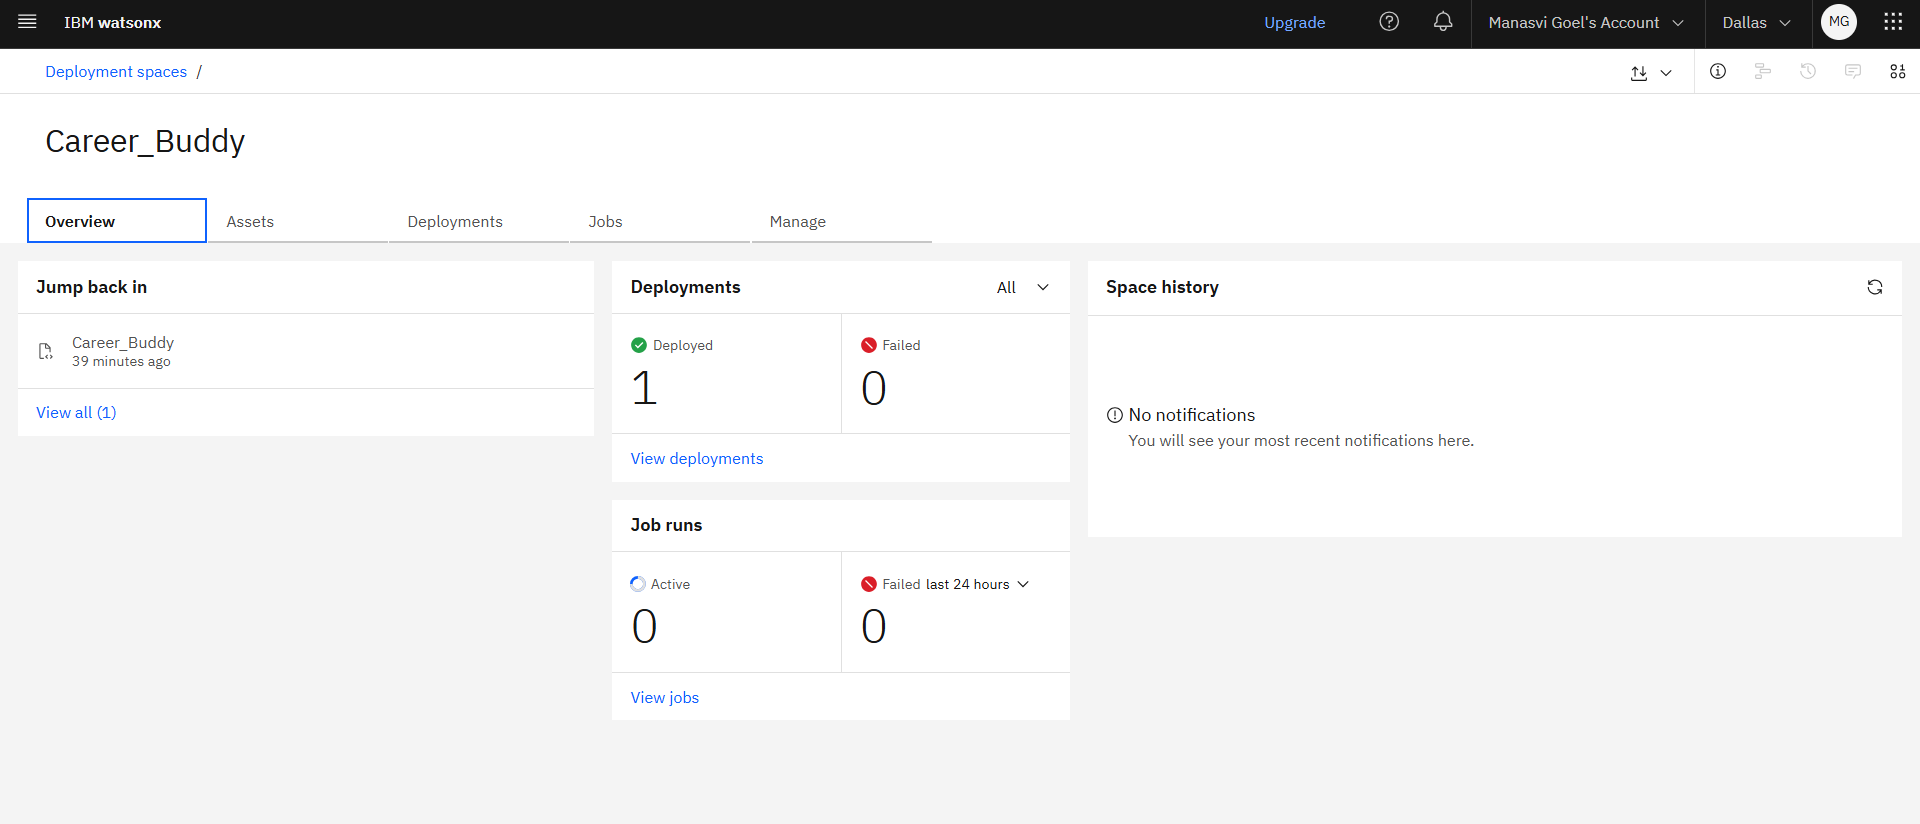 IBM watsonx
Upgrade
Manasvi Goel's Account
Dallas
MG
Deployment spaces /
Career_Buddy
Overview
Assets
Deployments
Jobs
Manage
Jump back in
Career_Buddy
39 minutes ago
View all (1)
Deployments
All
Deployed
1
Failed
0
View deployments
Job runs
Active
0
Failed last 24 hours
0
View jobs
Space history
No notifications
You will see your most recent notifications here.